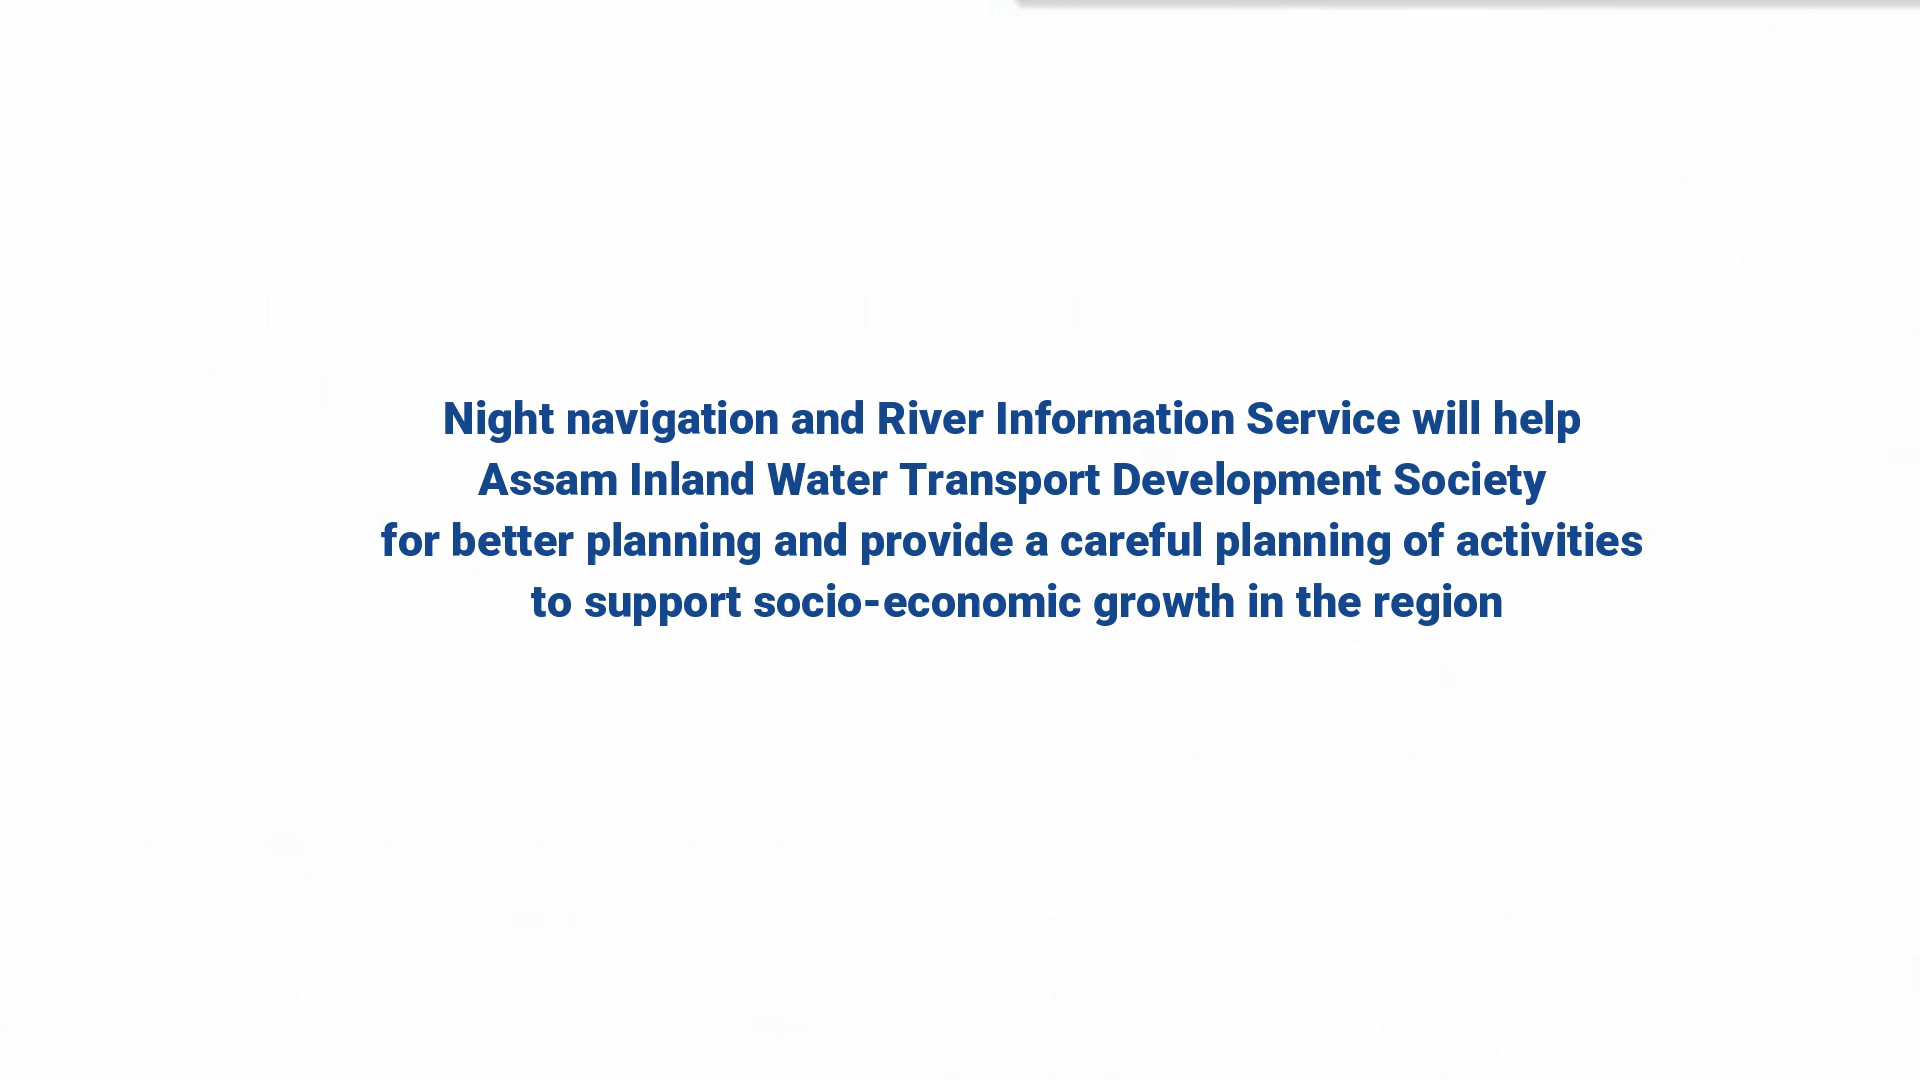 Night navigation and River Information Service will help
Assam Inland Water Transport Development Society
for better planning and provide a careful planning of activities
to support socio-economic growth in the region